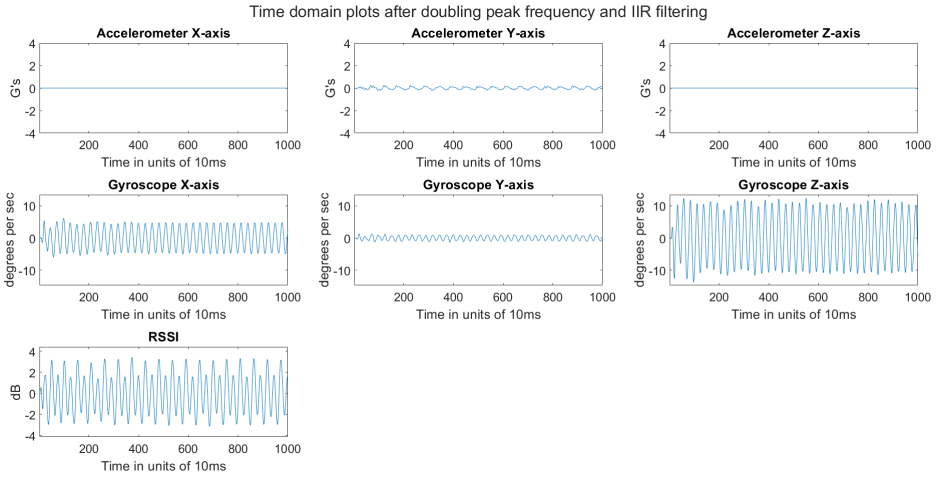 Time domain plots after doubling peak frequency and IIR filtering
Accelerometer X-axis
4
2
0
-2
-4
G's
200 400 600 800 1000
Time in units of 10ms
Accelerometer Y-axis
4
2
0
-2
-4
G's
200 400 600 800 1000
Time in units of 10ms
Accelerometer Z-axis
4
2
0
-2
-4
G's
200 400 600 800 1000
Time in units of 10ms
Gyroscope X-axis
10
0
-10
degrees per sec
200 400 600 800 1000
Time in units of 10ms
Gyroscope Y-axis
10
0
-10
degrees per sec
200 400 600 800 1000
Time in units of 10ms
Gyroscope Z-axis
10
0
-10
degrees per sec
200 400 600 800 1000
Time in units of 10ms
RSSI
4
2
0
-2
-4
dB
200 400 600 800 1000
Time in units of 10ms